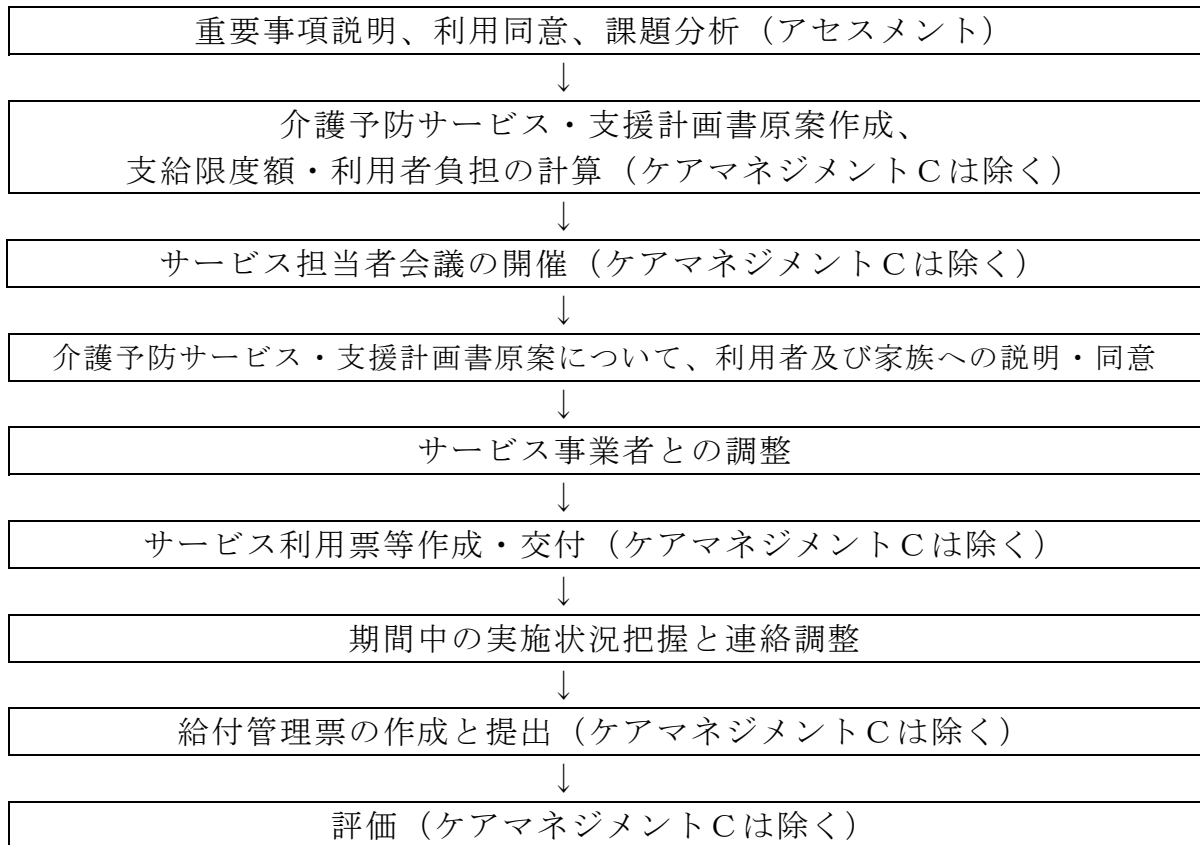 重要事項説明、利用同意、課題分析（アセスメント）
↓
介護予防サービス・支援計画書原案作成、
支給限度額・利用者負担の計算（ケアマネジメントＣは除く）
↓
サービス担当者会議の開催（ケアマネジメントＣは除く）
↓
介護予防サービス・支援計画書原案について、利用者及び家族への説明・同意
↓
サービス事業者との調整
↓
サービス利用票等作成・交付（ケアマネジメントＣは除く）
↓
期間中の実施状況把握と連絡調整
↓
給付管理票の作成と提出（ケアマネジメントＣは除く）
↓
評価（ケアマネジメントＣは除く）